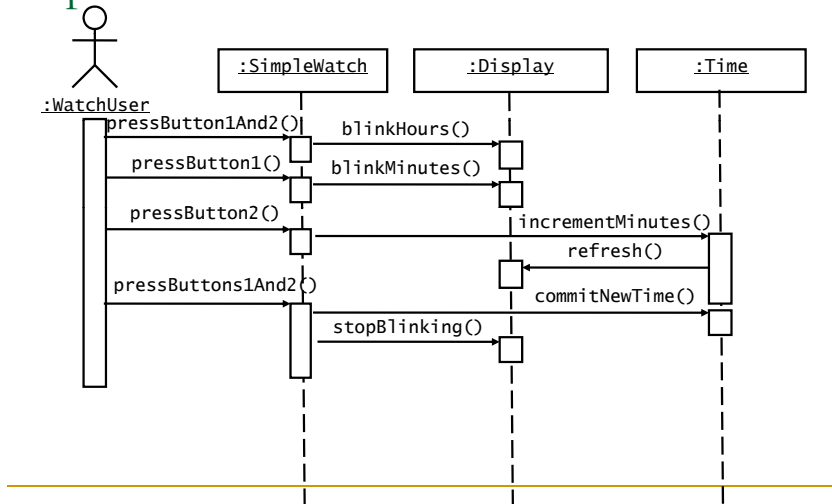 :SimpleWatch :Display :Time
:WatchUser
pressButton1And2()
blinkHours()
pressButton1()
blinkMinutes()
pressButton2()
incrementMinutes()
refresh()
pressButtons1And2()
commitNewTime()
stopBlinking()